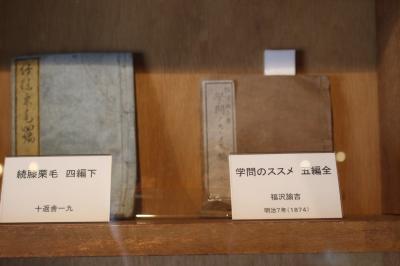 続膝栗毛 四編下
十返舎一九
学問のススメ 五編全
福沢諭吉
明治7年(1874)